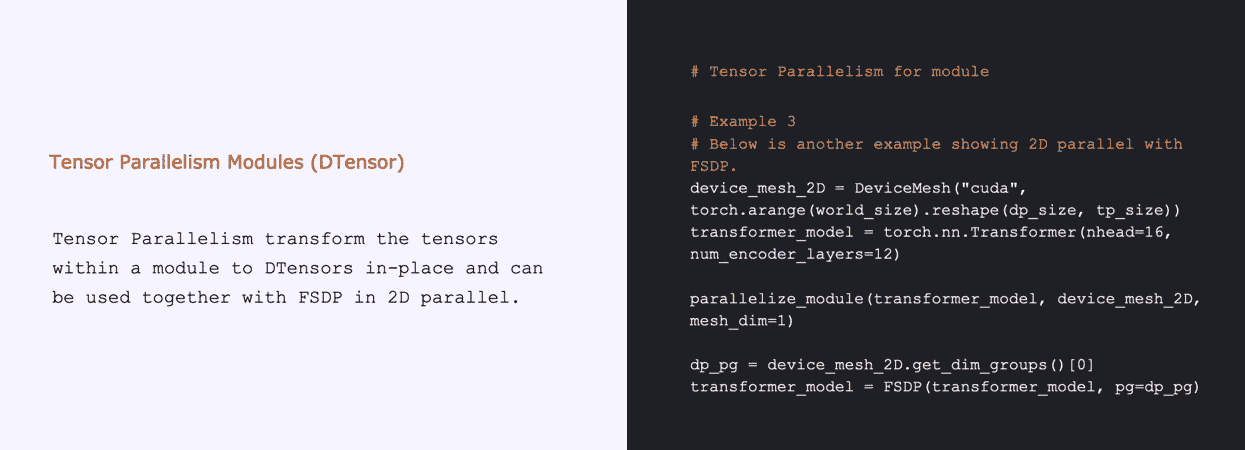 Tensor Parallelism Modules (DTensor)
Tensor Parallelism transform the tensors
within a module to DTensors in-place and can
be used together with FSDP in 2D parallel.
# Tensor Parallelism for module
# Example 3
# Below is another example showing 2D parallel with
FSDP.
device_mesh_2D = DeviceMesh("cuda",
torch.arange(world_size).reshape(dp_size, tp_size))
transformer_model = torch.nn.Transformer(nhead=16,
num_encoder_layers=12)
parallelize_module(transformer_model, device_mesh_2D,
mesh_dim=1)
dp_pg = device_mesh_2D.get_dim_groups()[0]
transformer_model = FSDP(transformer_model, pg=dp_pg)